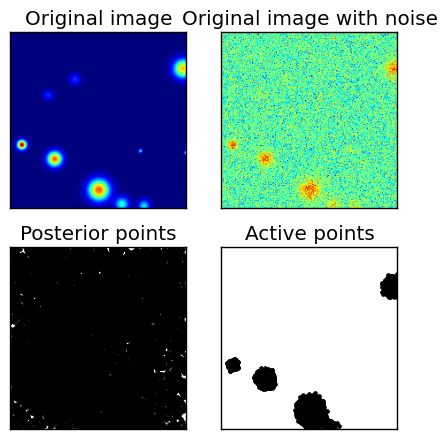 Original image
Original image with noise
Posterior points
Active points